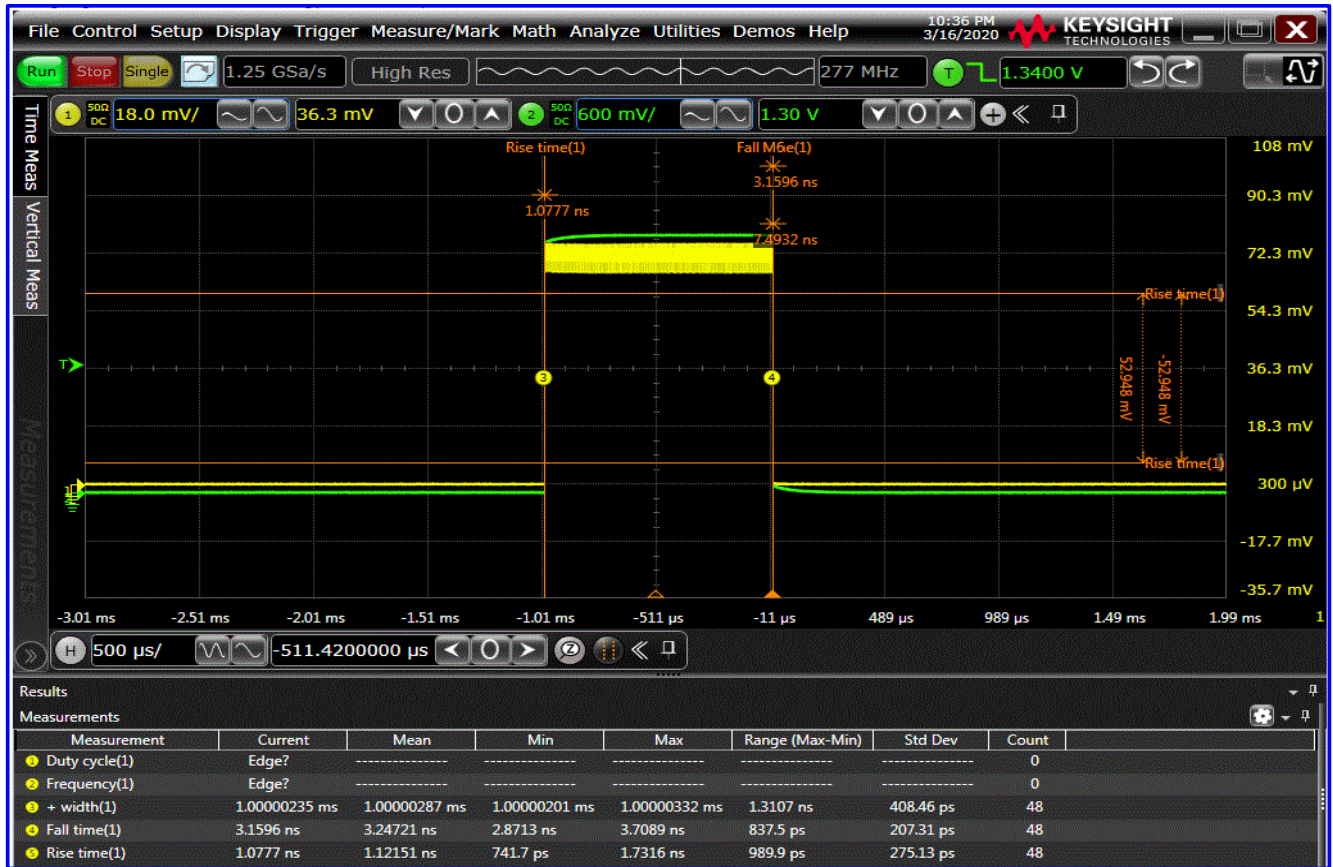 File Control Setup Display Trigger Measure/Mark Math Analyze Utilities Demos Help
10:36 PM
3/16/2020
KEYSIGHT
TECHNOLOGIES
Run Stop Single 1.25 GSa/s High Res 277 MHz T 1.3400 V
Time Meas
Vertical Meas
Measurements
1 50Ω DC 18.0 mV/ 36.3 mV 2 50Ω DC 600 mV/ 1.30 V
Rise time(1)
1.0777 ns
Fall M6e(1)
3.1596 ns
7.4932 ns
108 mV
90.3 mV
72.3 mV
54.3 mV
36.3 mV
18.3 mV
300 µV
-17.7 mV
-35.7 mV
Rise time(1)
52.948 mV
-52.948 mV
Rise time(1)
T
3
4
-3.01 ms -2.51 ms -2.01 ms -1.51 ms -1.01 ms -511 µs -11 µs 489 µs 989 µs 1.49 ms 1.99 ms 1
H 500 µs/ -511.4200000 µs Z
Results
Measurements
Measurement Current Mean Min Max Range (Max-Min) Std Dev Count
1 Duty cycle(1) Edge? --------------- --------------- --------------- --------------- --------------- 0
2 Frequency(1) Edge? --------------- --------------- --------------- --------------- --------------- 0
3 + width(1) 1.00000235 ms 1.00000287 ms 1.00000201 ms 1.00000332 ms 1.3107 ns 408.46 ps 48
4 Fall time(1) 3.1596 ns 3.24721 ns 2.8713 ns 3.7089 ns 837.5 ps 207.31 ps 48
5 Rise time(1) 1.0777 ns 1.12151 ns 741.7 ps 1.7316 ns 989.9 ps 275.13 ps 48